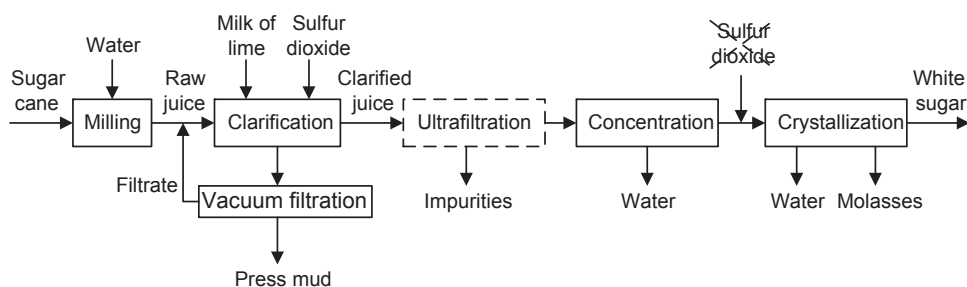 Water
Milk of
lime
Sulfur
dioxide
Sulfur
dioxide
Sugar
cane
Raw
juice
Clarified
juice
White
sugar
Milling
Clarification
Ultrafiltration
Concentration
Crystallization
Filtrate
Vacuum filtration
Impurities
Water
Water
Molasses
Press mud